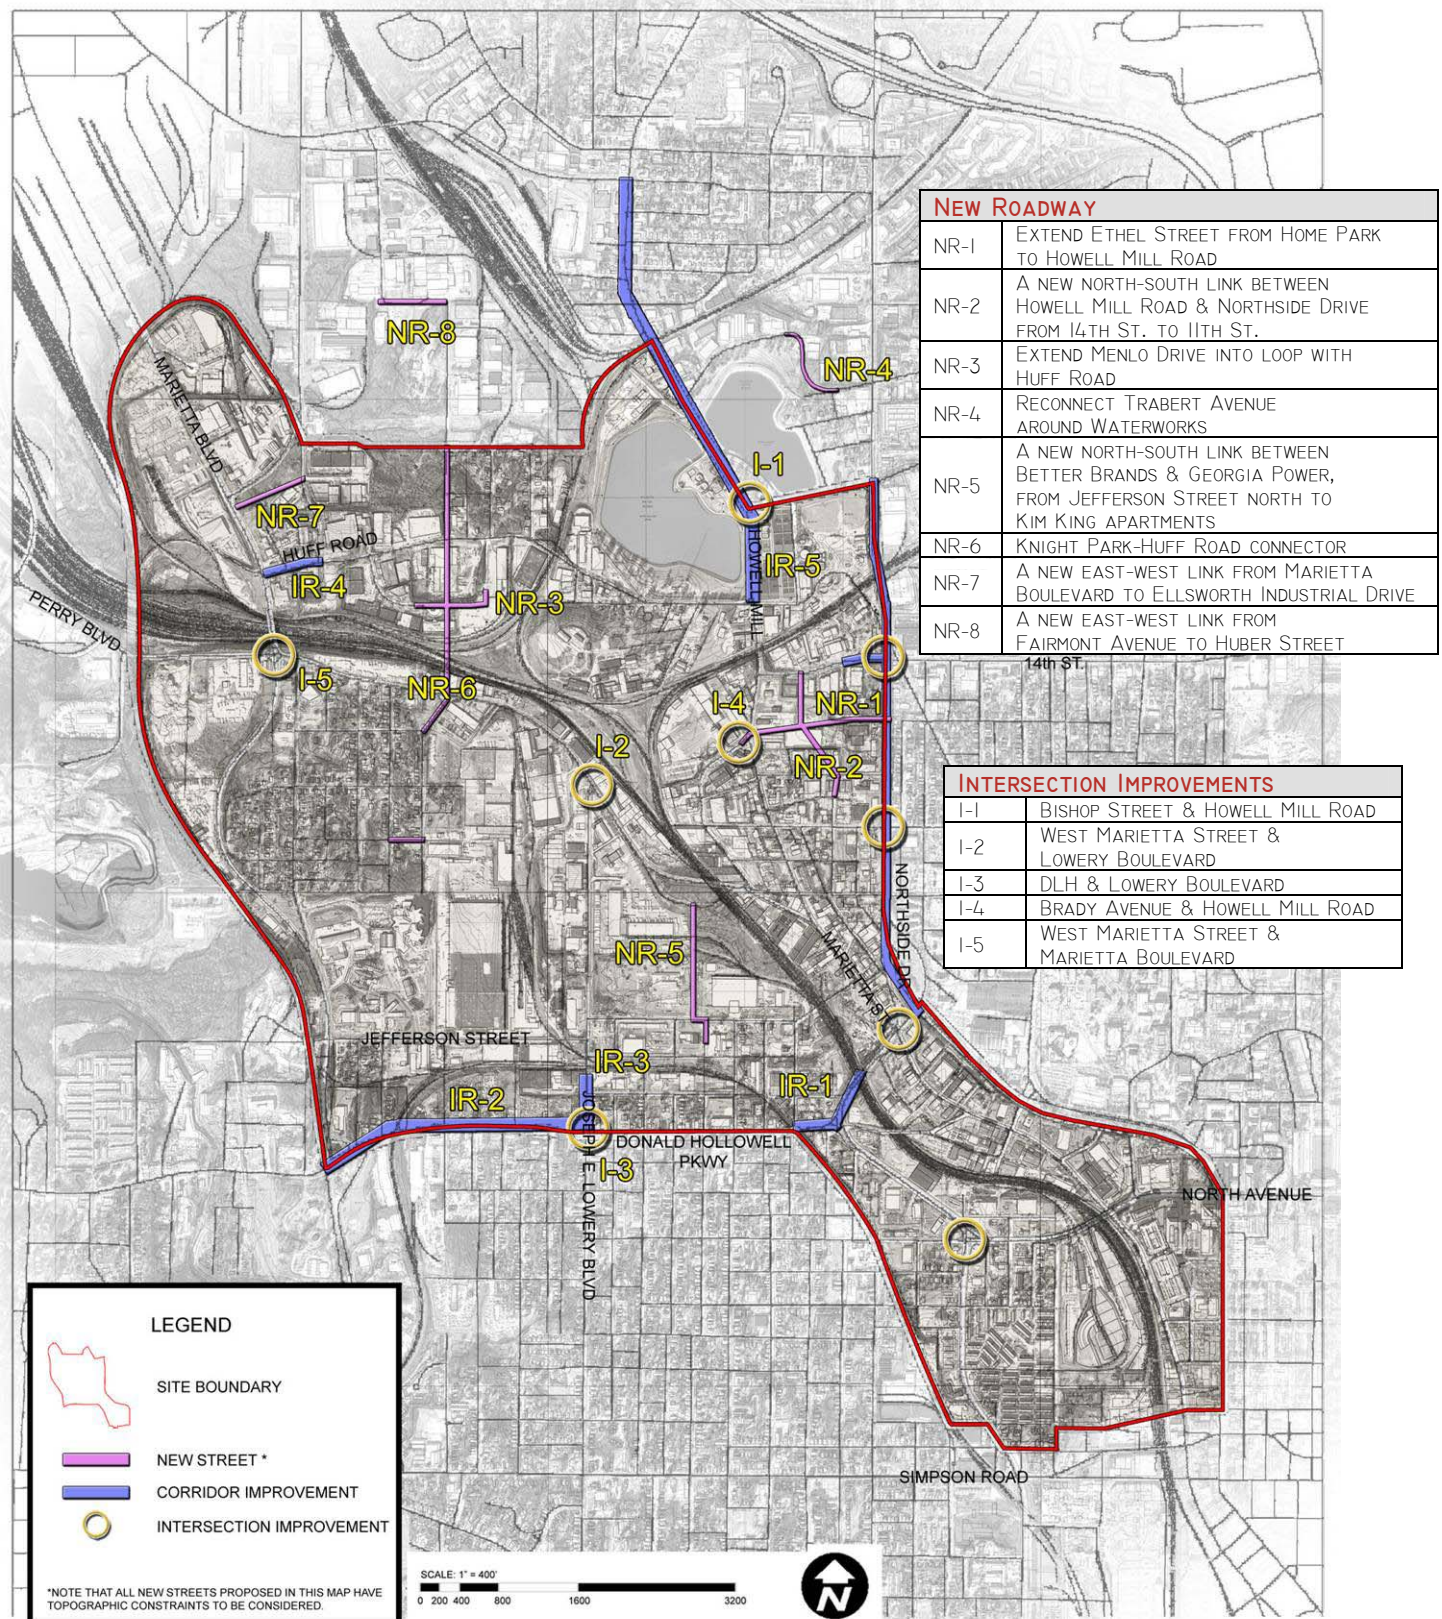 NEW ROADWAY
NR-1 EXTEND ETHEL STREET FROM HOME PARK
TO HOWELL MILL ROAD
NR-2 A NEW NORTH-SOUTH LINK BETWEEN
HOWELL MILL ROAD & NORTHSIDE DRIVE
FROM 14TH ST. TO 11TH ST.
NR-3 EXTEND MENLO DRIVE INTO LOOP WITH
HUFF ROAD
NR-4 RECONNECT TRABERT AVENUE
AROUND WATERWORKS
NR-5 A NEW NORTH-SOUTH LINK BETWEEN
BETTER BRANDS & GEORGIA POWER,
FROM JEFFERSON STREET NORTH TO
KIM KING APARTMENTS
NR-6 KNIGHT PARK-HUFF ROAD CONNECTOR
NR-7 A NEW EAST-WEST LINK FROM MARIETTA
BOULEVARD TO ELLSWORTH INDUSTRIAL DRIVE
NR-8 A NEW EAST-WEST LINK FROM
FAIRMONT AVENUE TO HUBER STREET
INTERSECTION IMPROVEMENTS
I-1 BISHOP STREET & HOWELL MILL ROAD
I-2 WEST MARIETTA STREET &
LOWERY BOULEVARD
I-3 DLH & LOWERY BOULEVARD
I-4 BRADY AVENUE & HOWELL MILL ROAD
I-5 WEST MARIETTA STREET &
MARIETTA BOULEVARD
NR-8
NR-4
MARIETTA BLVD
I-1
NR-7
HUFF ROAD
IR-4
HOWELL MILL
IR-5
NR-3
PERRY BLVD
I-5
14th ST.
NR-6
NR-1
I-4
I-2
NR-2
NORTHSIDE DR
MARIETTA ST.
NR-5
JEFFERSON STREET
IR-3
IR-2
IR-1
JOSEPH E. LOWERY BLVD
DONALD HOLLOWELL
PKWY
I-3
NORTH AVENUE
SIMPSON ROAD
LEGEND
SITE BOUNDARY
NEW STREET *
CORRIDOR IMPROVEMENT
INTERSECTION IMPROVEMENT
*NOTE THAT ALL NEW STREETS PROPOSED IN THIS MAP HAVE
TOPOGRAPHIC CONSTRAINTS TO BE CONSIDERED.
SCALE: 1" = 400'
0 200 400 800 1600 3200
N